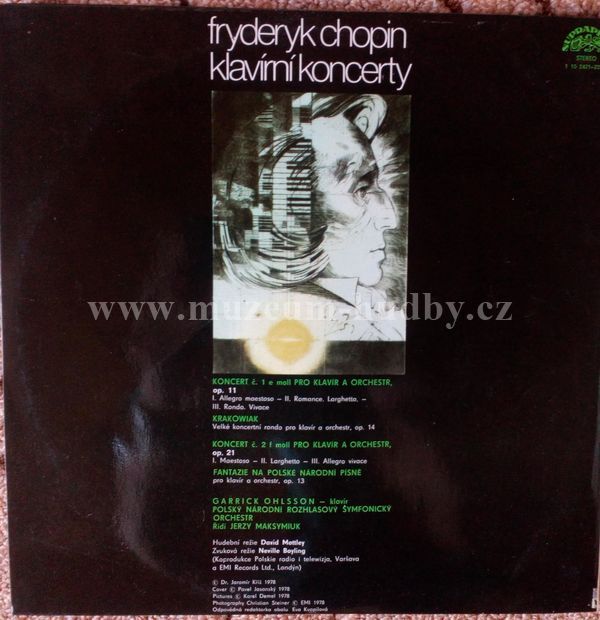 fryderyk chopin
klavírní koncerty
SUPRAPHON
STEREO
www.muzeum-hudby.cz
KONCERT č. 1 e moll PRO KLAVÍR A ORCHESTR,
op. 11
I. Allegro maestoso – II. Romance. Larghetto. –
III. Rondo. Vivace
KRAKOWIAK
Velké koncertní rondo pro klavír a orchestr, op. 14
KONCERT č. 2 f moll PRO KLAVÍR A ORCHESTR,
op. 21
I. Maestoso – II. Larghetto – III. Allegro vivace
FANTAZIE NA POLSKÉ NÁRODNÍ PÍSNĚ
pro klavír a orchestr, op. 13
GARRICK OHLSSON – klavír
POLSKÝ NÁRODNÍ ROZHLASOVÝ SYMFONICKÝ
ORCHESTR
Řídí JERZY MAKSYMIUK
Hudební režie David Mottley
Zvuková režie Neville Boyling
(Koprodukce Polskie radio i telewizja, Varšava
a EMI Records Ltd., Londýn)
© Dr. Jaromír Kříž 1978
Cover © Pavel Jasanský 1978
Pictures © Karel Demel 1978
Photography Christian Steiner © EMI 1978
Odpovědná redaktorka obalu Eva Kvapilová